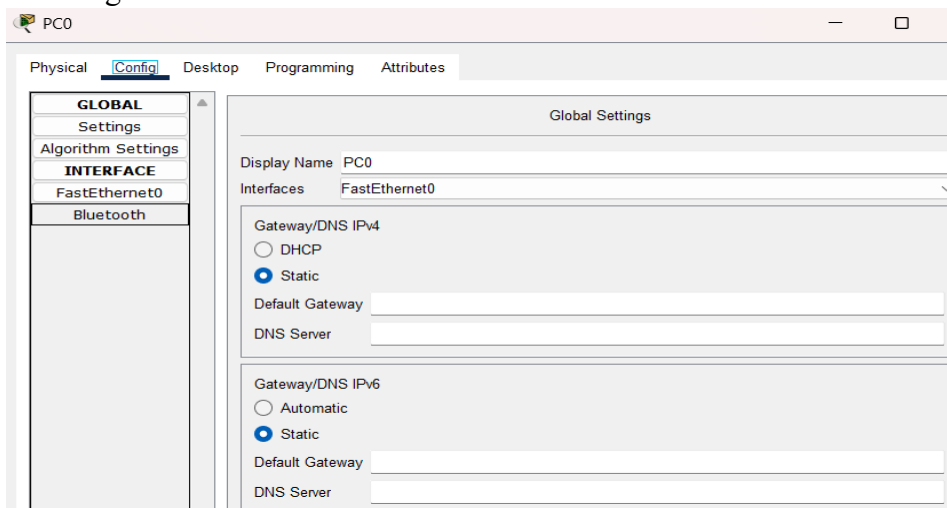 PC0
Physical Config Desktop Programming Attributes
GLOBAL
Settings
Algorithm Settings
INTERFACE
FastEthernet0
Bluetooth
Global Settings
Display Name PC0
Interfaces FastEthernet0
Gateway/DNS IPv4
DHCP
Static
Default Gateway
DNS Server
Gateway/DNS IPv6
Automatic
Static
Default Gateway
DNS Server